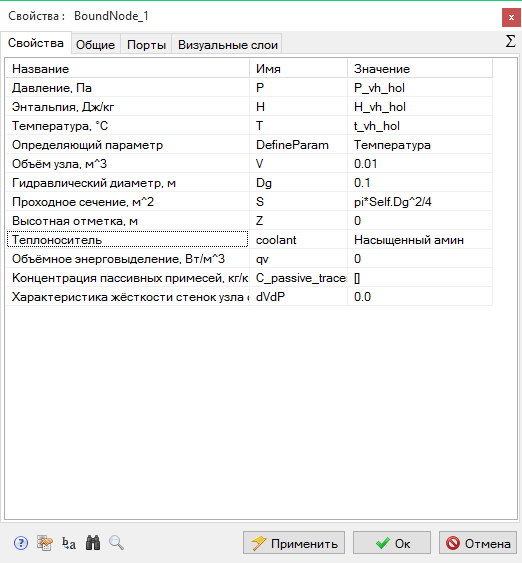 Свойства : BoundNode_1
x
Свойства Общие Порты Визуальные слои Σ
Название Имя Значение
Давление, Па P P_vh_hol
Энтальпия, Дж/кг H H_vh_hol
Температура, °C T t_vh_hol
Определяющий параметр DefineParam Температура
Объём узла, м^3 V 0.01
Гидравлический диаметр, м Dg 0.1
Проходное сечение, м^2 S pi*Self.Dg^2/4
Высотная отметка, м Z 0
Теплоноситель coolant Насыщенный амин
Объёмное энерговыделение, Вт/м^3 qv 0
Концентрация пассивных примесей, кг/к C_passive_tracer []
Характеристика жёсткости стенок узла dVdP 0.0
? b a Применить Ок Отмена